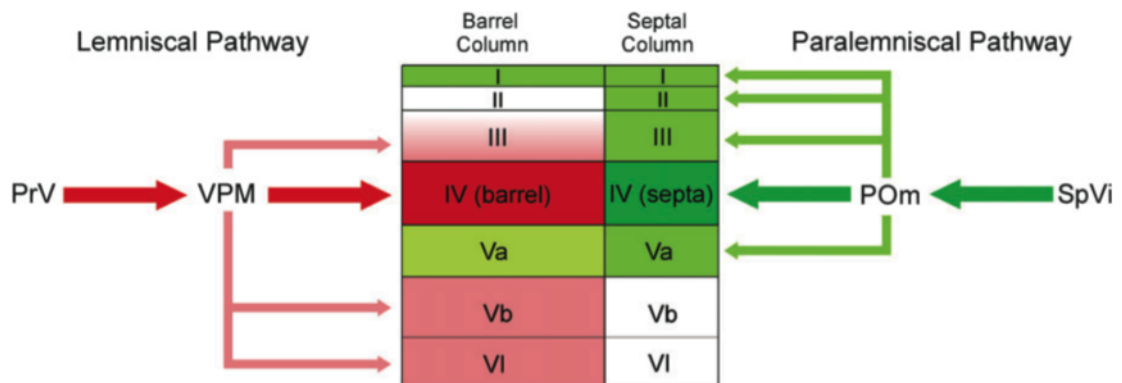 Lemniscal Pathway
Barrel
Column
Septal
Column
Paralemniscal Pathway
I I
II II
III III
PrV VPM IV (barrel) IV (septa) POm SpVi
Va Va
Vb Vb
VI VI